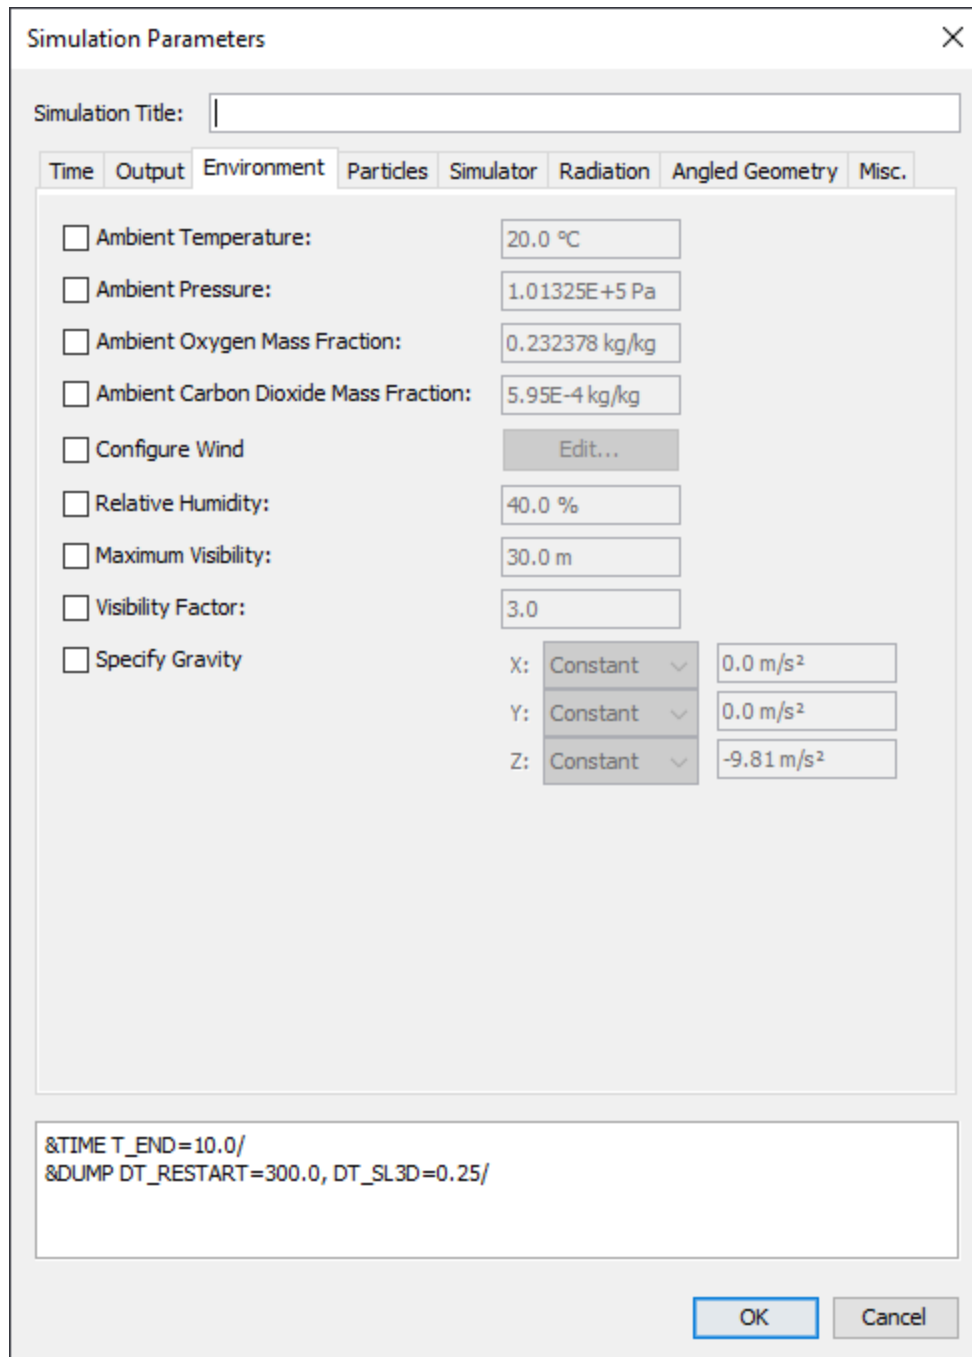 Simulation Parameters
Simulation Title:
Time Output Environment Particles Simulator Radiation Angled Geometry Misc.
Ambient Temperature: 20.0 °C
Ambient Pressure: 1.01325E+5 Pa
Ambient Oxygen Mass Fraction: 0.232378 kg/kg
Ambient Carbon Dioxide Mass Fraction: 5.95E-4 kg/kg
Configure Wind Edit...
Relative Humidity: 40.0 %
Maximum Visibility: 30.0 m
Visibility Factor: 3.0
Specify Gravity X: Constant 0.0 m/s²
Y: Constant 0.0 m/s²
Z: Constant -9.81 m/s²
&TIME T_END=10.0/
&DUMP DT_RESTART=300.0, DT_SL3D=0.25/
OK Cancel